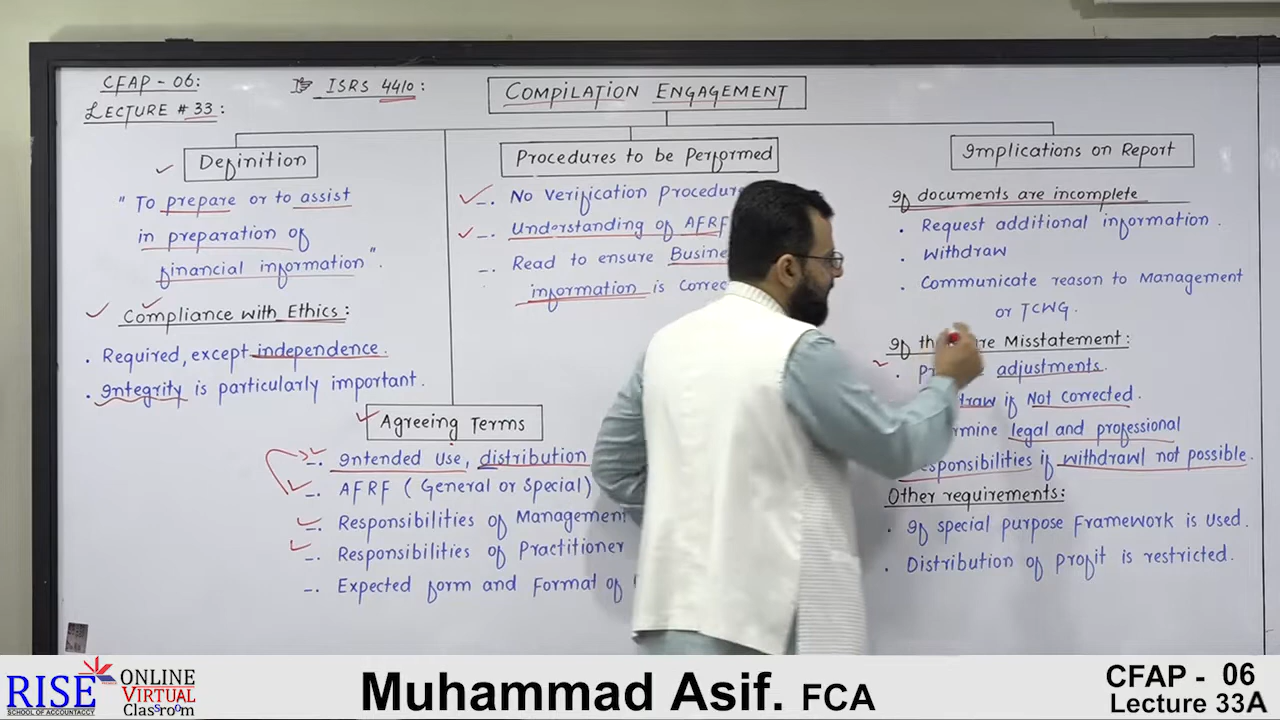 CFAP - 06:
LECTURE # 33:
ISRS 4410:
COMPILATION ENGAGEMENT
Definition
" To prepare or to assist
in preparation of
financial information ".
Compliance with Ethics:
. Required, except independence.
. Integrity is particularly important.
Agreeing Terms
-. Intended use, distribution
-. AFRF ( General or Special)
-. Responsibilities of Management
-. Responsibilities of Practitioner
-. Expected form and Format of
Procedures to be Performed
-. No Verification Procedure
-. Understanding of AFRF
-. Read to ensure
information is
Implications on Report
If documents are incomplete
. Request additional information.
. Withdraw
. Communicate reason to Management
or TCWG.
If Misstatement:
. adjustments.
if Not corrected.
legal and professional
if withdrawl not possible.
Other requirements:
. If special purpose Framework is Used.
. Distribution of profit is restricted.
RISE
SCHOOL OF ACCOUNTANCY
ONLINE
VIRTUAL
Classroom
Muhammad Asif. FCA
CFAP - 06
Lecture 33A